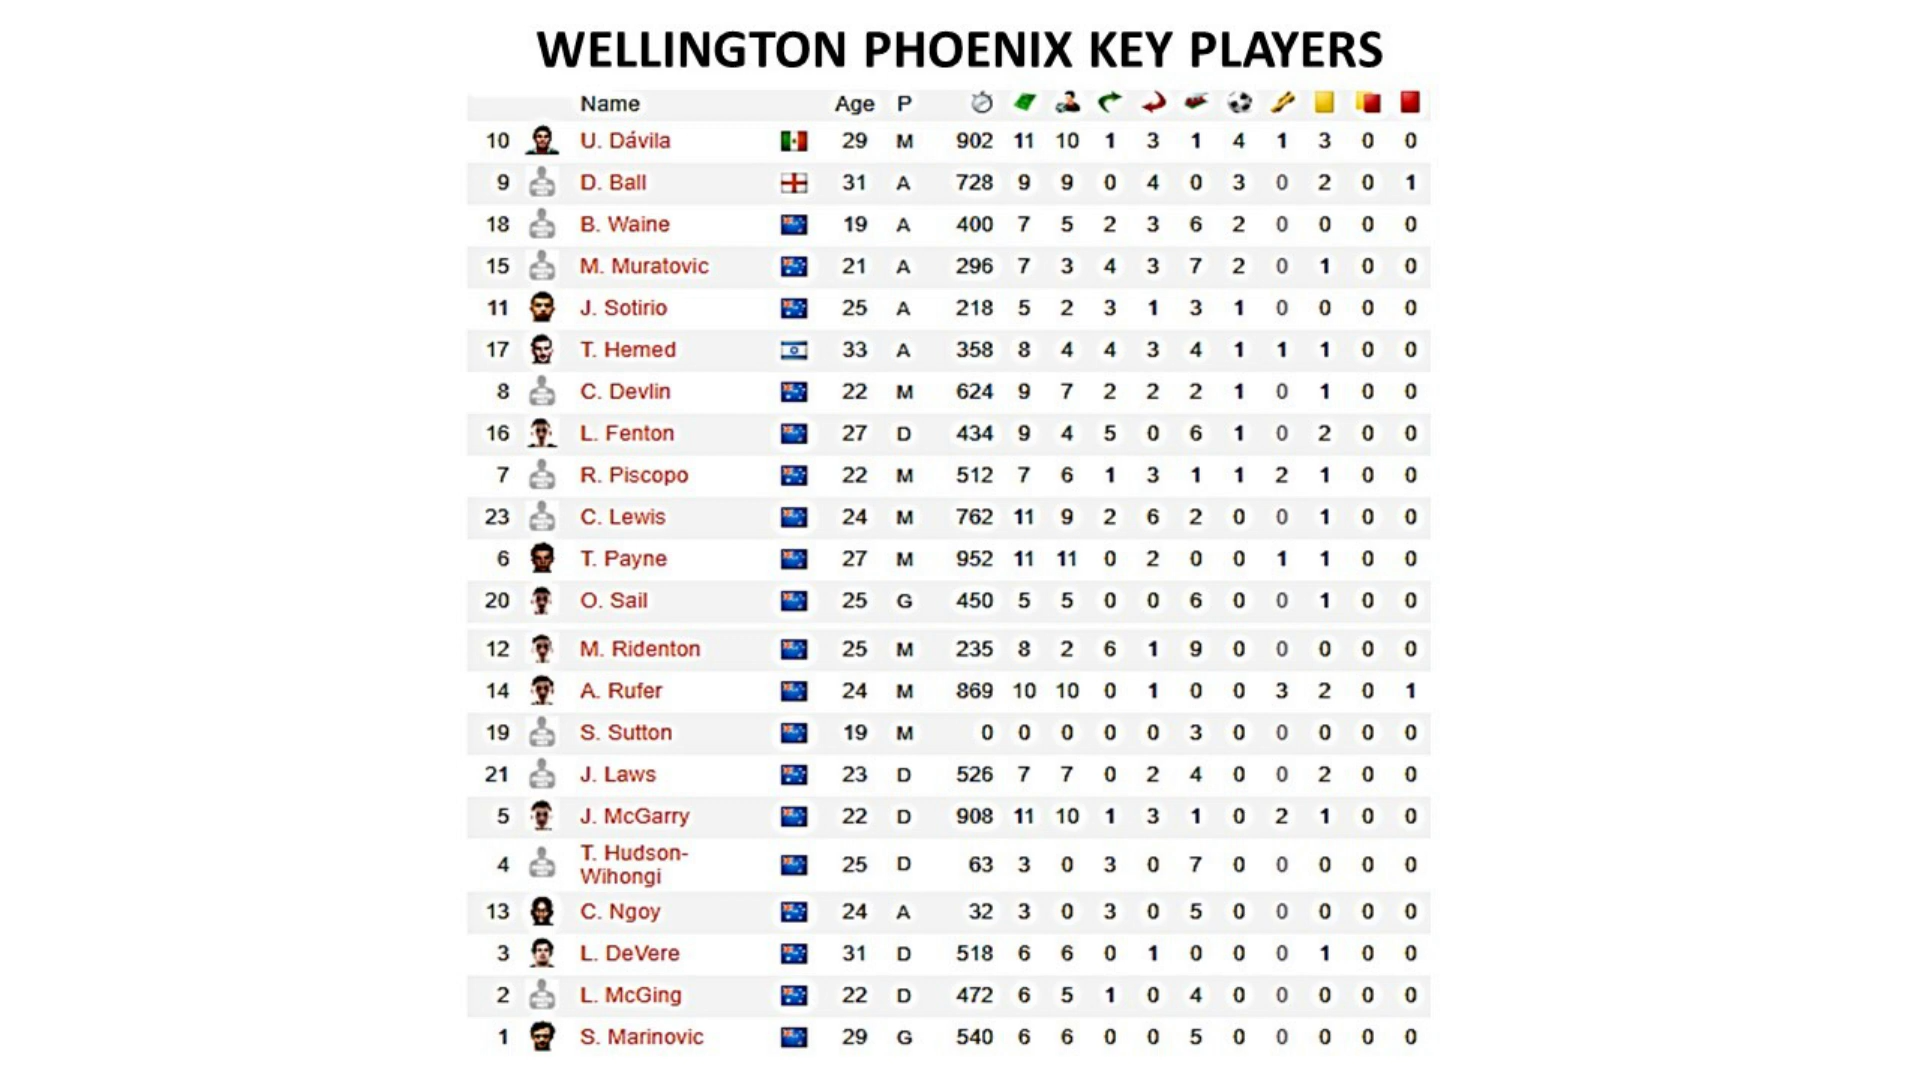 WELLINGTON PHOENIX KEY PLAYERS
Name Age P
10 U. Dávila 29 M 902 11 10 1 3 1 4 1 3 0 0
9 D. Ball 31 A 728 9 9 0 4 0 3 0 2 0 1
18 B. Waine 19 A 400 7 5 2 3 6 2 0 0 0 0
15 M. Muratovic 21 A 296 7 3 4 3 7 2 0 1 0 0
11 J. Sotirio 25 A 218 5 2 3 1 3 1 0 0 0 0
17 T. Hemed 33 A 358 8 4 4 3 4 1 1 1 0 0
8 C. Devlin 22 M 624 9 7 2 2 2 1 0 1 0 0
16 L. Fenton 27 D 434 9 4 5 0 6 1 0 2 0 0
7 R. Piscopo 22 M 512 7 6 1 3 1 1 2 1 0 0
23 C. Lewis 24 M 762 11 9 2 6 2 0 0 1 0 0
6 T. Payne 27 M 952 11 11 0 2 0 0 1 1 0 0
20 O. Sail 25 G 450 5 5 0 0 6 0 0 1 0 0
12 M. Ridenton 25 M 235 8 2 6 1 9 0 0 0 0 0
14 A. Rufer 24 M 869 10 10 0 1 0 0 3 2 0 1
19 S. Sutton 19 M 0 0 0 0 0 3 0 0 0 0 0
21 J. Laws 23 D 526 7 7 0 2 4 0 0 2 0 0
5 J. McGarry 22 D 908 11 10 1 3 1 0 2 1 0 0
4 T. Hudson-
Wihongi 25 D 63 3 0 3 0 7 0 0 0 0 0
13 C. Ngoy 24 A 32 3 0 3 0 5 0 0 0 0 0
3 L. DeVere 31 D 518 6 6 0 1 0 0 0 1 0 0
2 L. McGing 22 D 472 6 5 1 0 4 0 0 0 0 0
1 S. Marinovic 29 G 540 6 6 0 0 5 0 0 0 0 0